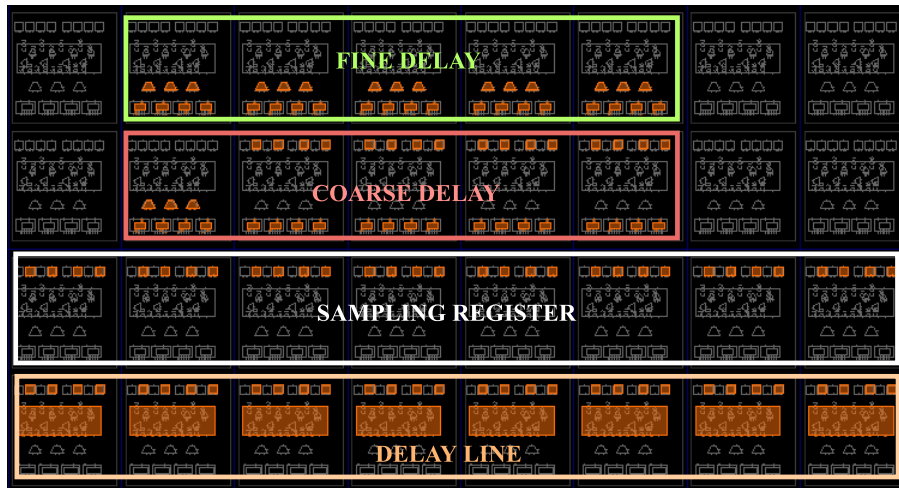 FINE DELAY
COARSE DELAY
SAMPLING REGISTER
DELAY LINE